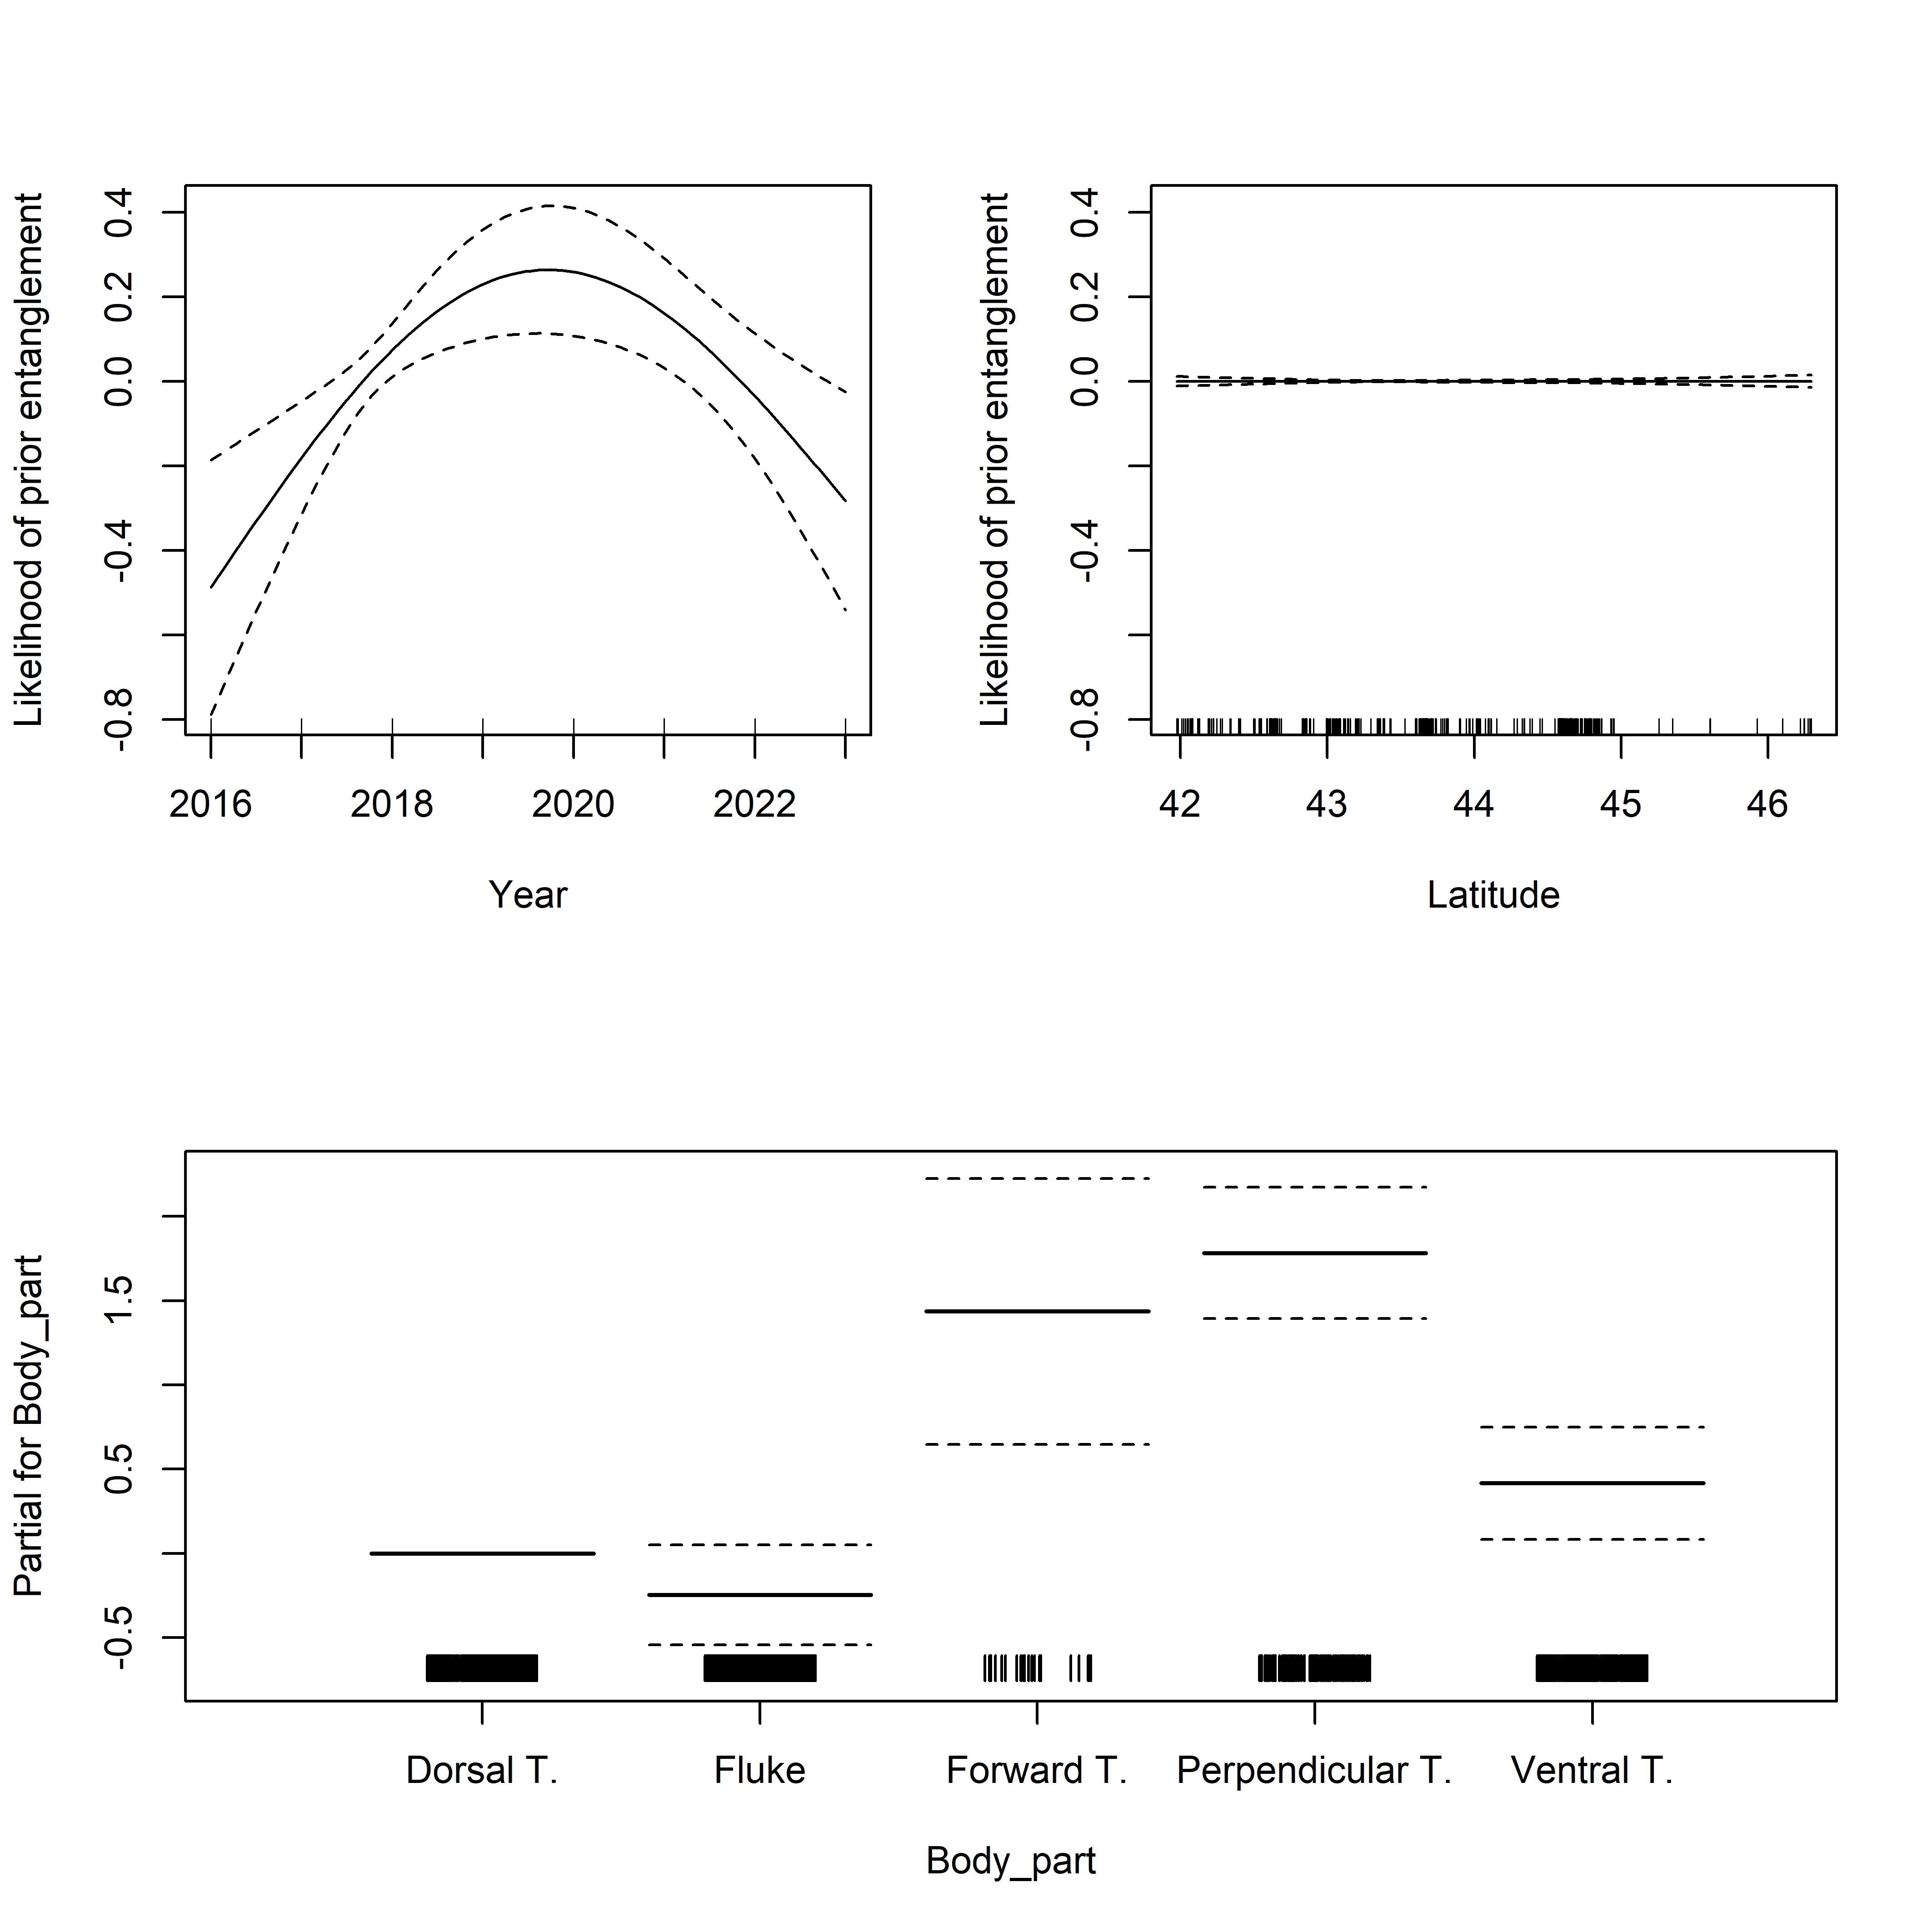 Likelihood of prior entanglement
0.4
0.2
0.0
-0.4
-0.8
2016 2018 2020 2022
Year
Likelihood of prior entanglement
0.4
0.2
0.0
-0.4
-0.8
42 43 44 45 46
Latitude
Partial for Body_part
1.5
0.5
-0.5
Dorsal T. Fluke Forward T. Perpendicular T. Ventral T.
Body_part